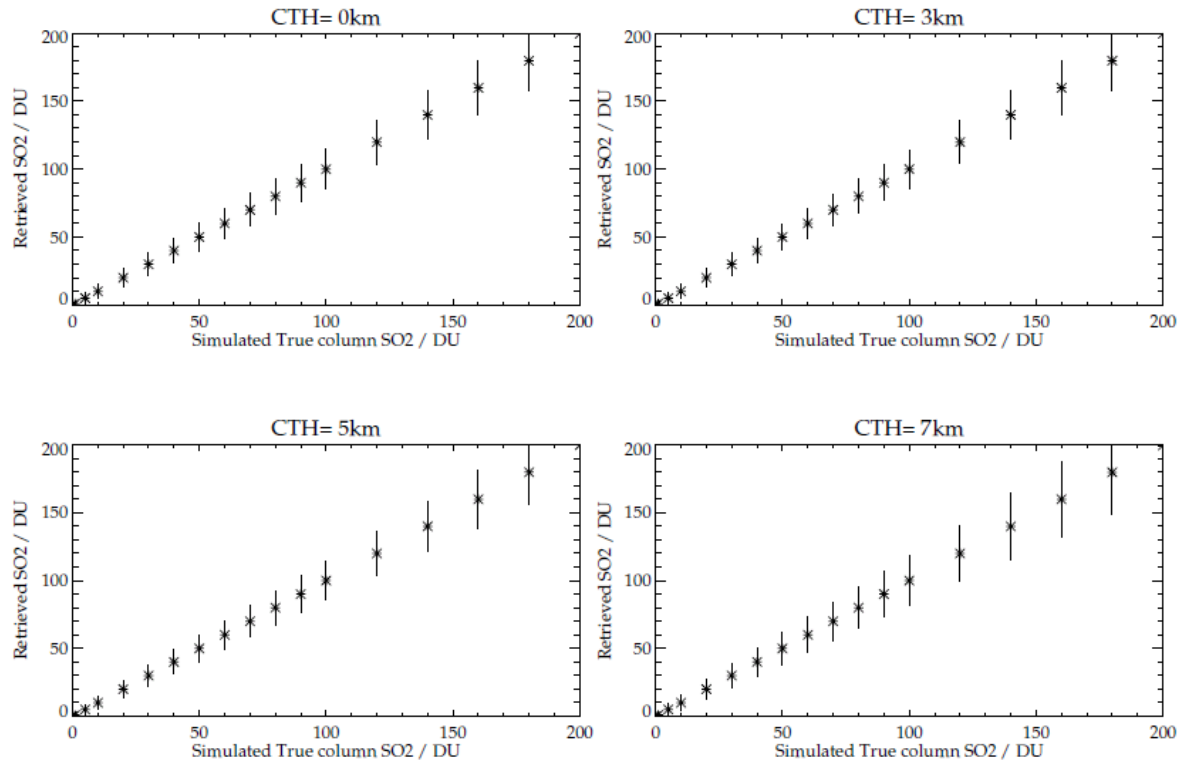 CTH= 0km
200
150
100
50
0
Retrieved SO2 / DU
0 50 100 150 200
Simulated True column SO2 / DU
CTH= 3km
200
150
100
50
0
Retrieved SO2 / DU
0 50 100 150 200
Simulated True column SO2 / DU
CTH= 5km
200
150
100
50
0
Retrieved SO2 / DU
0 50 100 150 200
Simulated True column SO2 / DU
CTH= 7km
200
150
100
50
0
Retrieved SO2 / DU
0 50 100 150 200
Simulated True column SO2 / DU